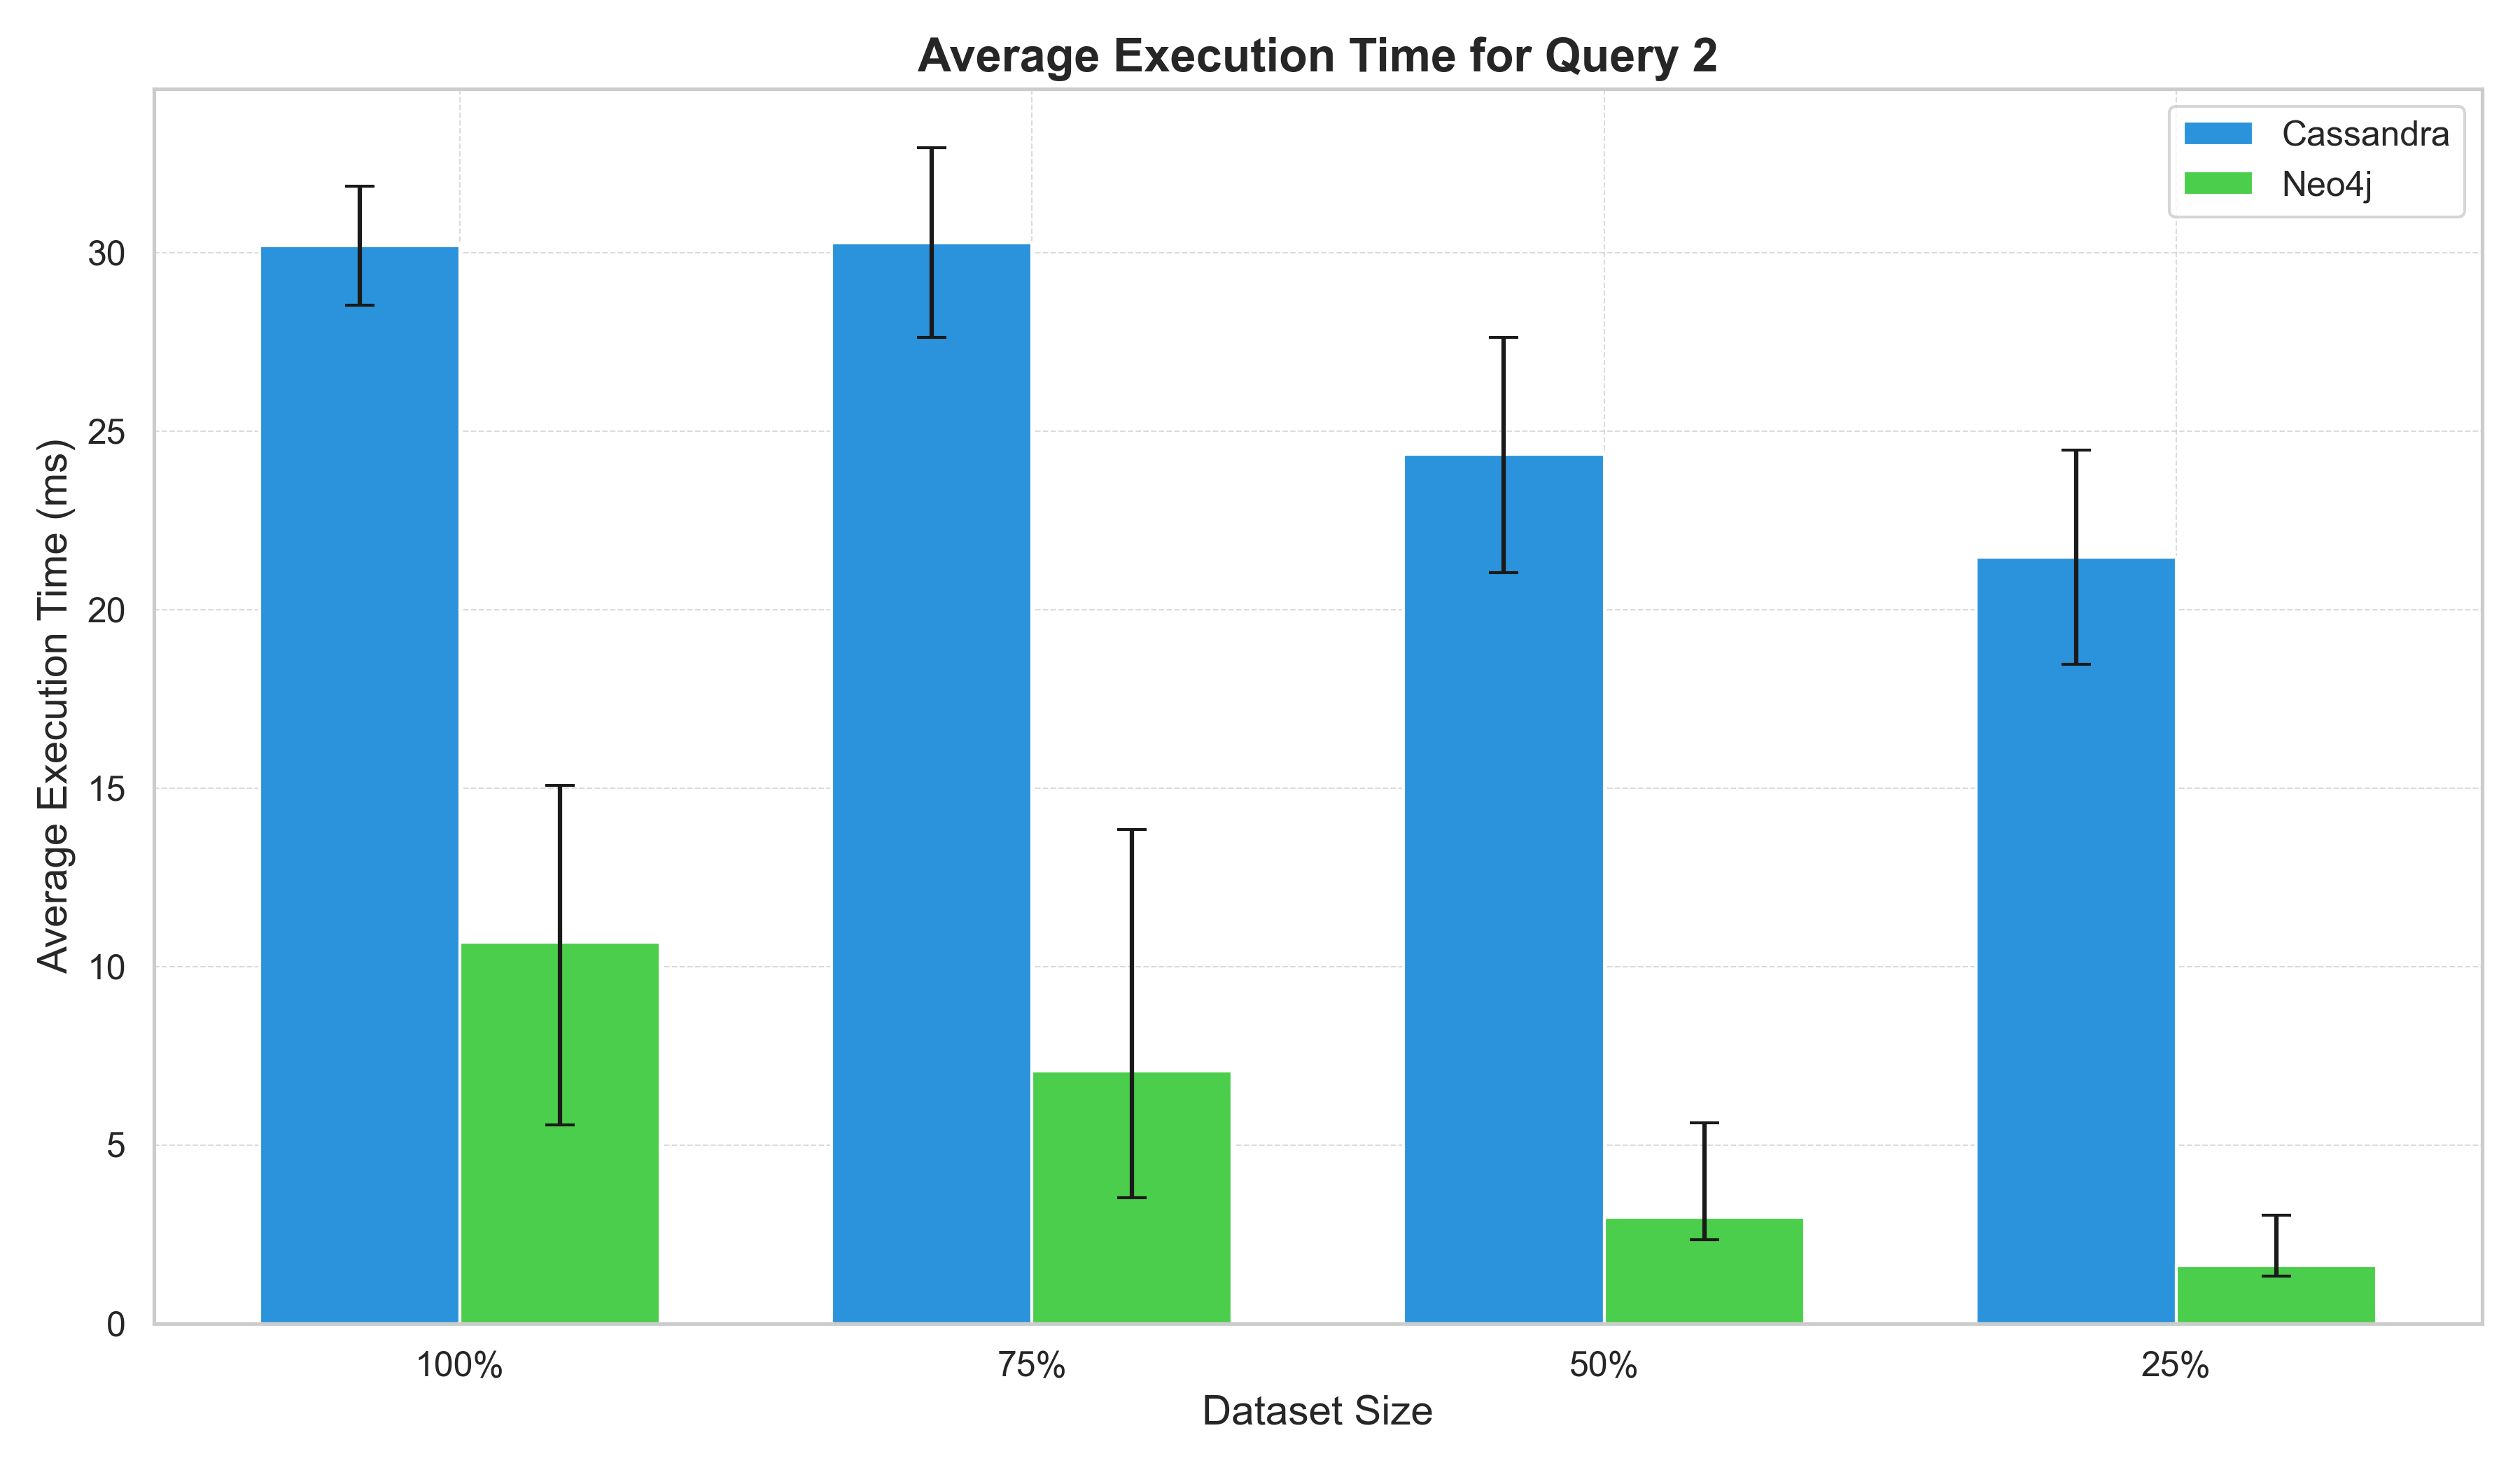 Average Execution Time for Query 2
Cassandra
Neo4j
Average Execution Time (ms)
30
25
20
15
10
5
0
100%
75%
50%
25%
Dataset Size